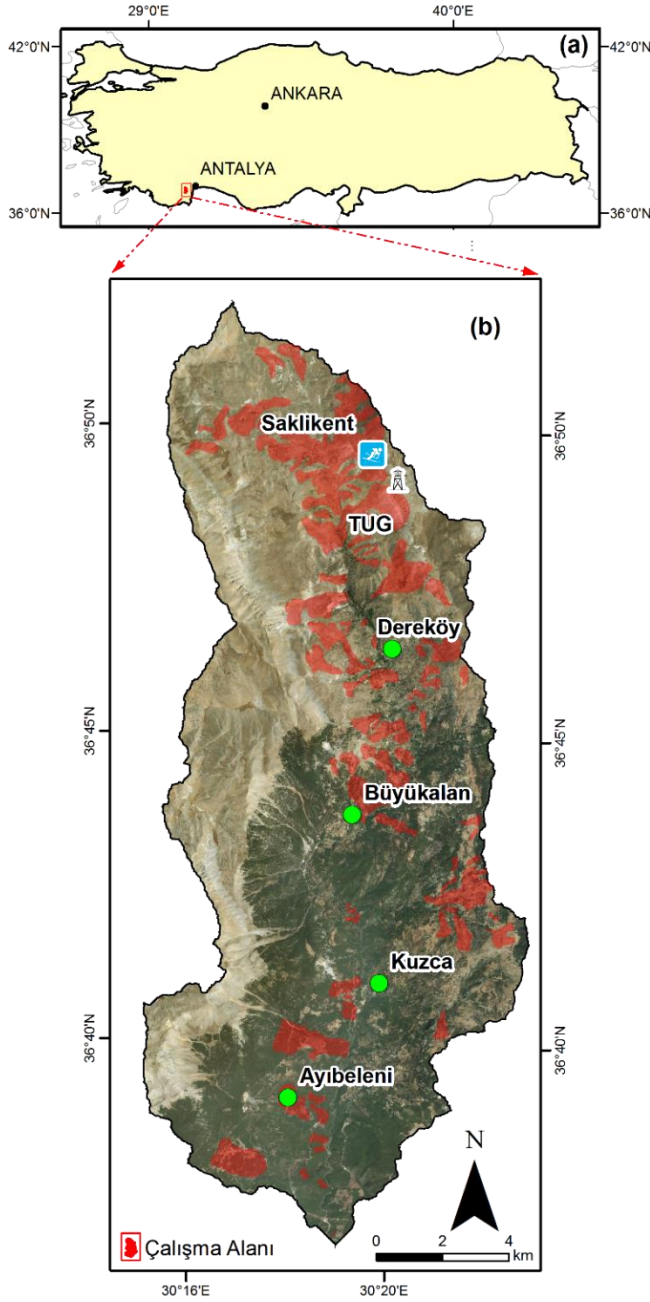 29°0'E 40°0'E
42°0'N (a) 42°0'N
ANKARA
ANTALYA
36°0'N 36°0'N
(b)
36°50'N 36°50'N
Saklikent
TUG
Dereköy
36°45'N 36°45'N
Büyükalan
Kuzca
36°40'N 36°40'N
Ayıbeleni
N
Çalışma Alanı
0 2 4
km
30°16'E 30°20'E